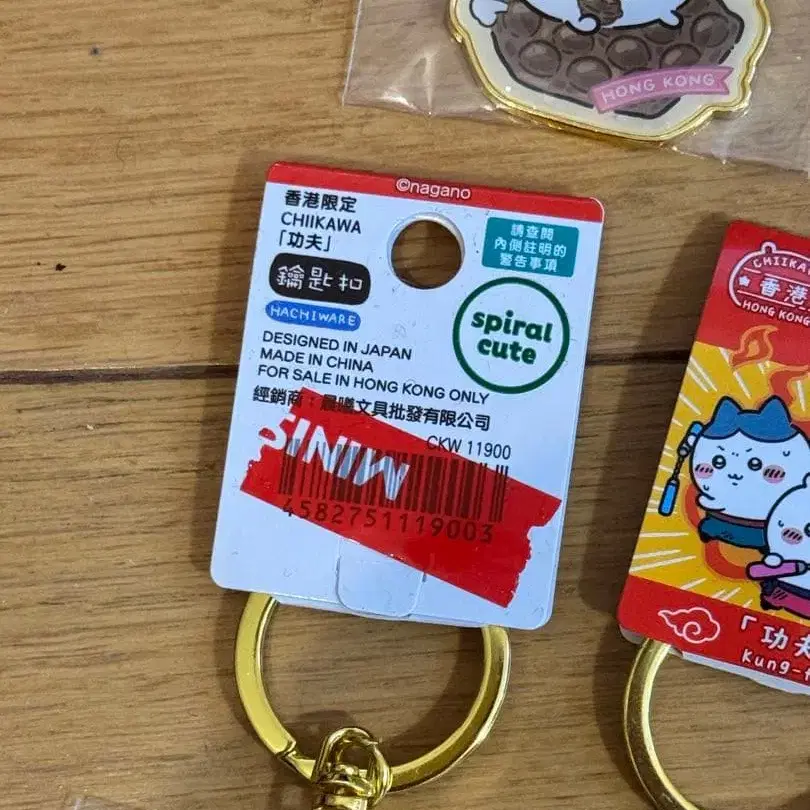 HONG KONG
©nagano
香港限定
CHIIKAWA
「功夫」
鑰匙扣
HACHIWARE
請查閱
內側註明的
警告事項
spiral
cute
DESIGNED IN JAPAN
MADE IN CHINA
FOR SALE IN HONG KONG ONLY
經銷商：晨曦文具批發有限公司
CKW 11900
MINIS
4582751119003
CHIIKA
香港
HONG KONG
「功夫
Kung-f